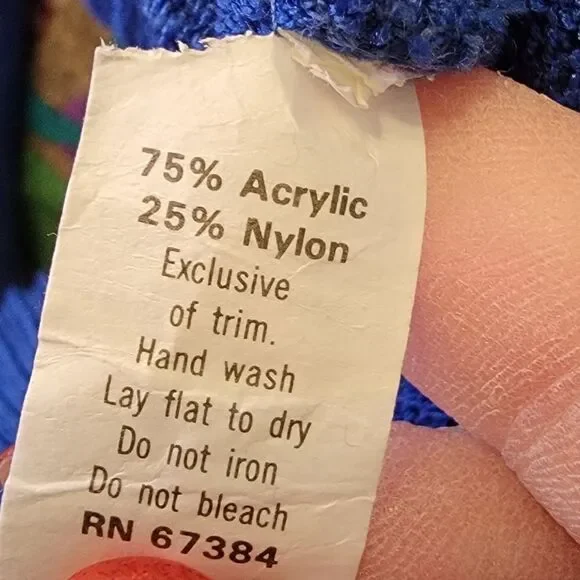 75% Acrylic
25% Nylon
Exclusive
of trim.
Hand wash
Lay flat to dry
Do not iron
Do not bleach
RN 67384